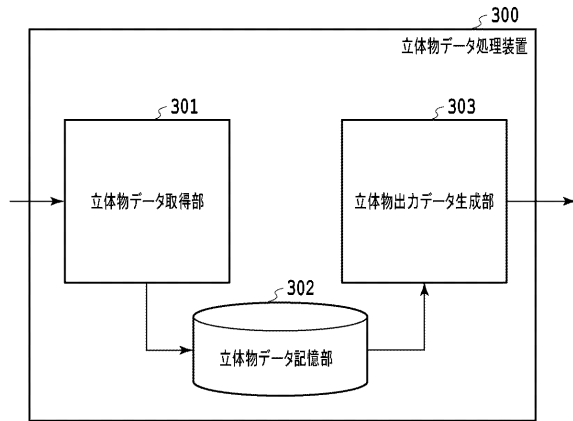 300
立体物データ処理装置
301
303
立体物データ取得部
立体物出力データ生成部
302
立体物データ記憶部